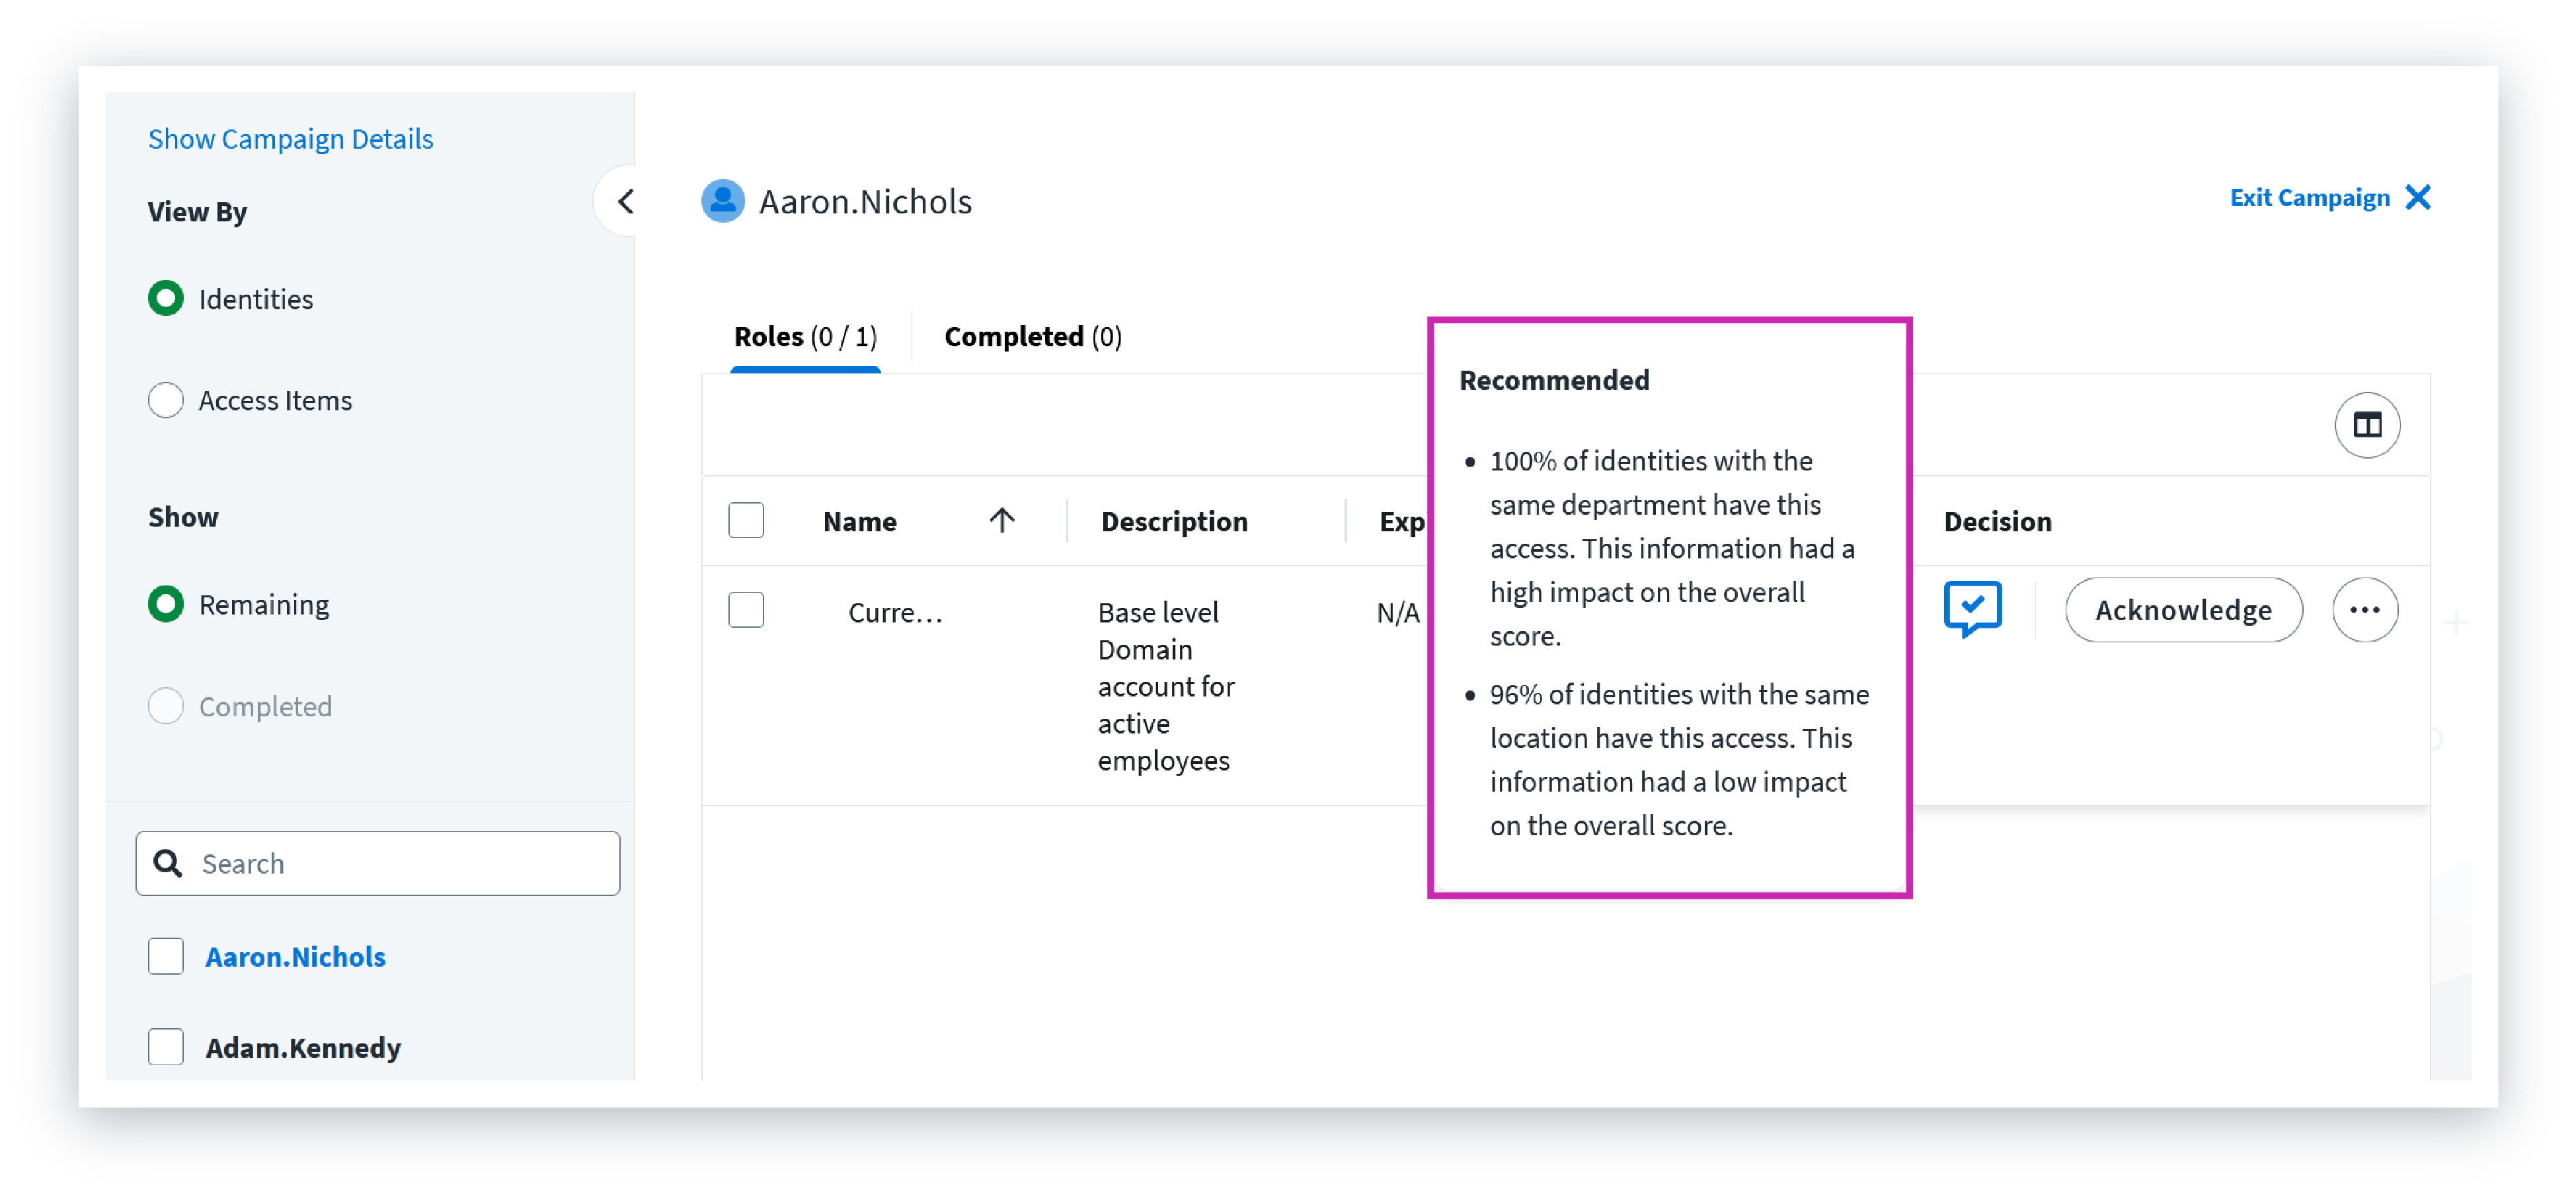 Show Campaign Details
View By
Identities
Access Items
Show
Remaining
Completed
Search
Aaron.Nichols
Adam.Kennedy
Aaron.Nichols
Exit Campaign
Roles (0 / 1)
Completed (0)
Name
Description
Exp
Decision
Curre...
Base level
Domain
account for
active
employees
N/A
Acknowledge
Recommended
• 100% of identities with the
same department have this
access. This information had a
high impact on the overall
score.
• 96% of identities with the same
location have this access. This
information had a low impact
on the overall score.